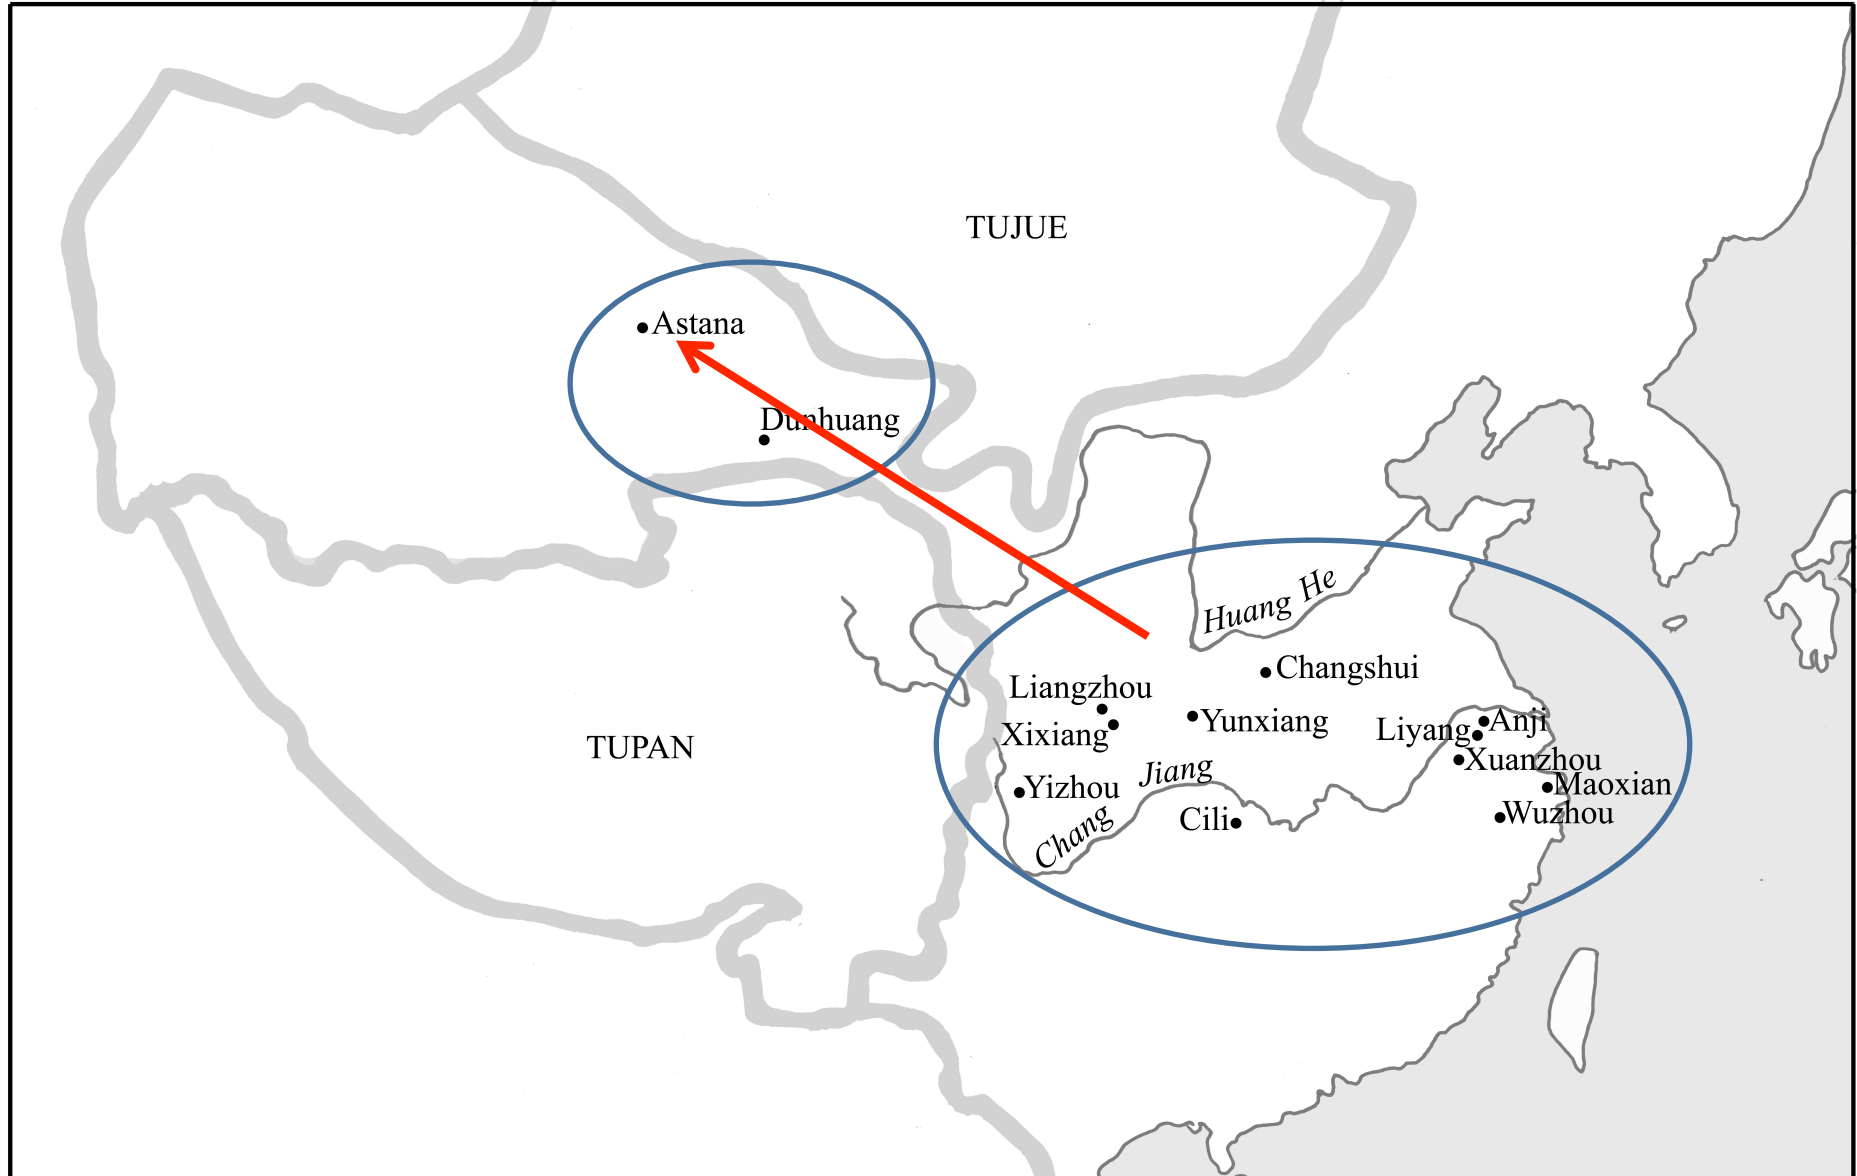 TUJUE
Astana
Dunhuang
Huang He
Changshui
Liangzhou
Xixiang
Yunxiang
Liyang
Anji
Xuanzhou
Maoxian
Wuzhou
TUPAN
Yizhou
Chang Jiang
Cili